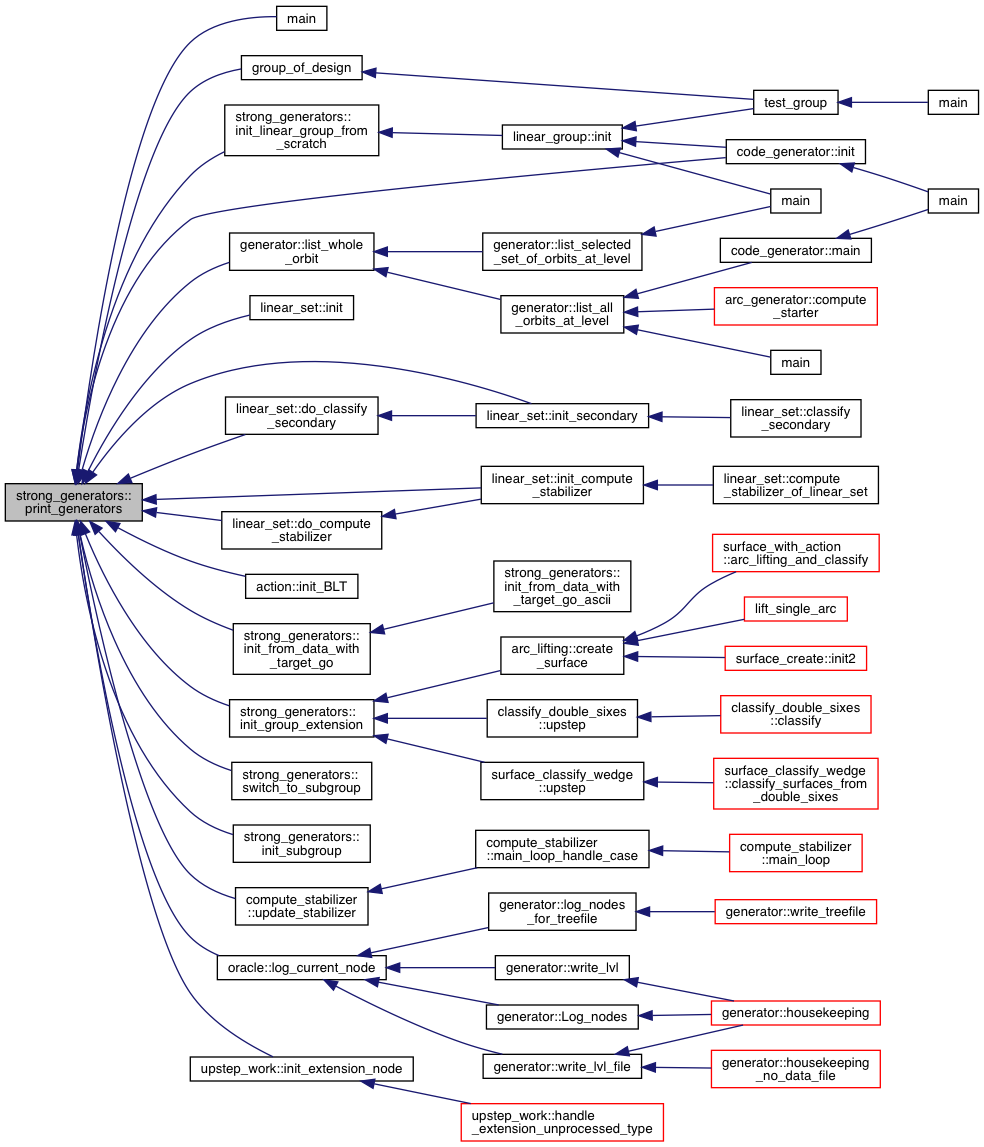 main
group_of_design
test_group
main
strong_generators::
init_linear_group_from
_scratch
linear_group::init
code_generator::init
main
main
generator::list_whole
_orbit
generator::list_selected
_set_of_orbits_at_level
code_generator::main
linear_set::init
generator::list_all
_orbits_at_level
arc_generator::compute
_starter
main
linear_set::do_classify
_secondary
linear_set::init_secondary
linear_set::classify
_secondary
strong_generators::
print_generators
linear_set::init_compute
_stabilizer
linear_set::compute
_stabilizer_of_linear_set
linear_set::do_compute
_stabilizer
surface_with_action
::arc_lifting_and_classify
action::init_BLT
strong_generators::
init_from_data_with
_target_go_ascii
lift_single_arc
strong_generators::
init_from_data_with
_target_go
arc_lifting::create
_surface
surface_create::init2
strong_generators::
init_group_extension
classify_double_sixes
::upstep
classify_double_sixes
::classify
strong_generators::
switch_to_subgroup
surface_classify_wedge
::upstep
surface_classify_wedge
::classify_surfaces_from
_double_sixes
strong_generators::
init_subgroup
compute_stabilizer
::main_loop_handle_case
compute_stabilizer
::main_loop
compute_stabilizer
::update_stabilizer
generator::log_nodes
_for_treefile
generator::write_treefile
oracle::log_current_node
generator::write_lvl
generator::Log_nodes
generator::housekeeping
upstep_work::init_extension_node
generator::write_lvl_file
generator::housekeeping
_no_data_file
upstep_work::handle
_extension_unprocessed_type